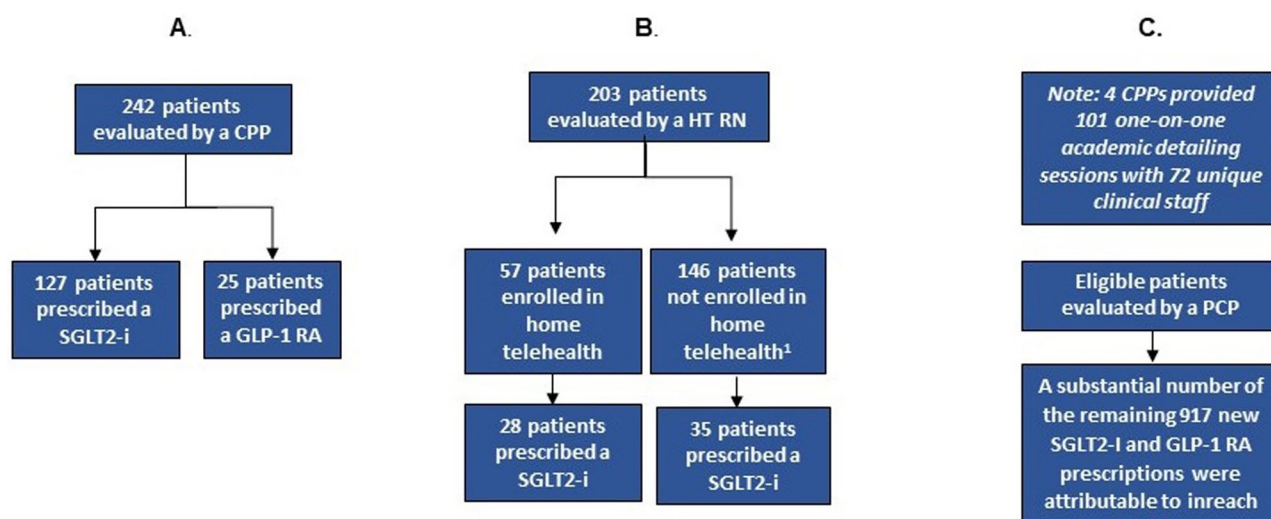 A.
242 patients
evaluated by a CPP
127 patients
prescribed a
SGLT2-i
25 patients
prescribed
a GLP-1 RA
B.
203 patients
evaluated by a HT RN
57 patients
enrolled in
home
telehealth
146 patients
not enrolled in
home
telehealth¹
28 patients
prescribed a
SGLT2-i
35 patients
prescribed a
SGLT2-i
C.
Note: 4 CPPs provided
101 one-on-one
academic detailing
sessions with 72 unique
clinical staff
Eligible patients
evaluated by a PCP
A substantial number of
the remaining 917 new
SGLT2-I and GLP-1 RA
prescriptions were
attributable to inreach